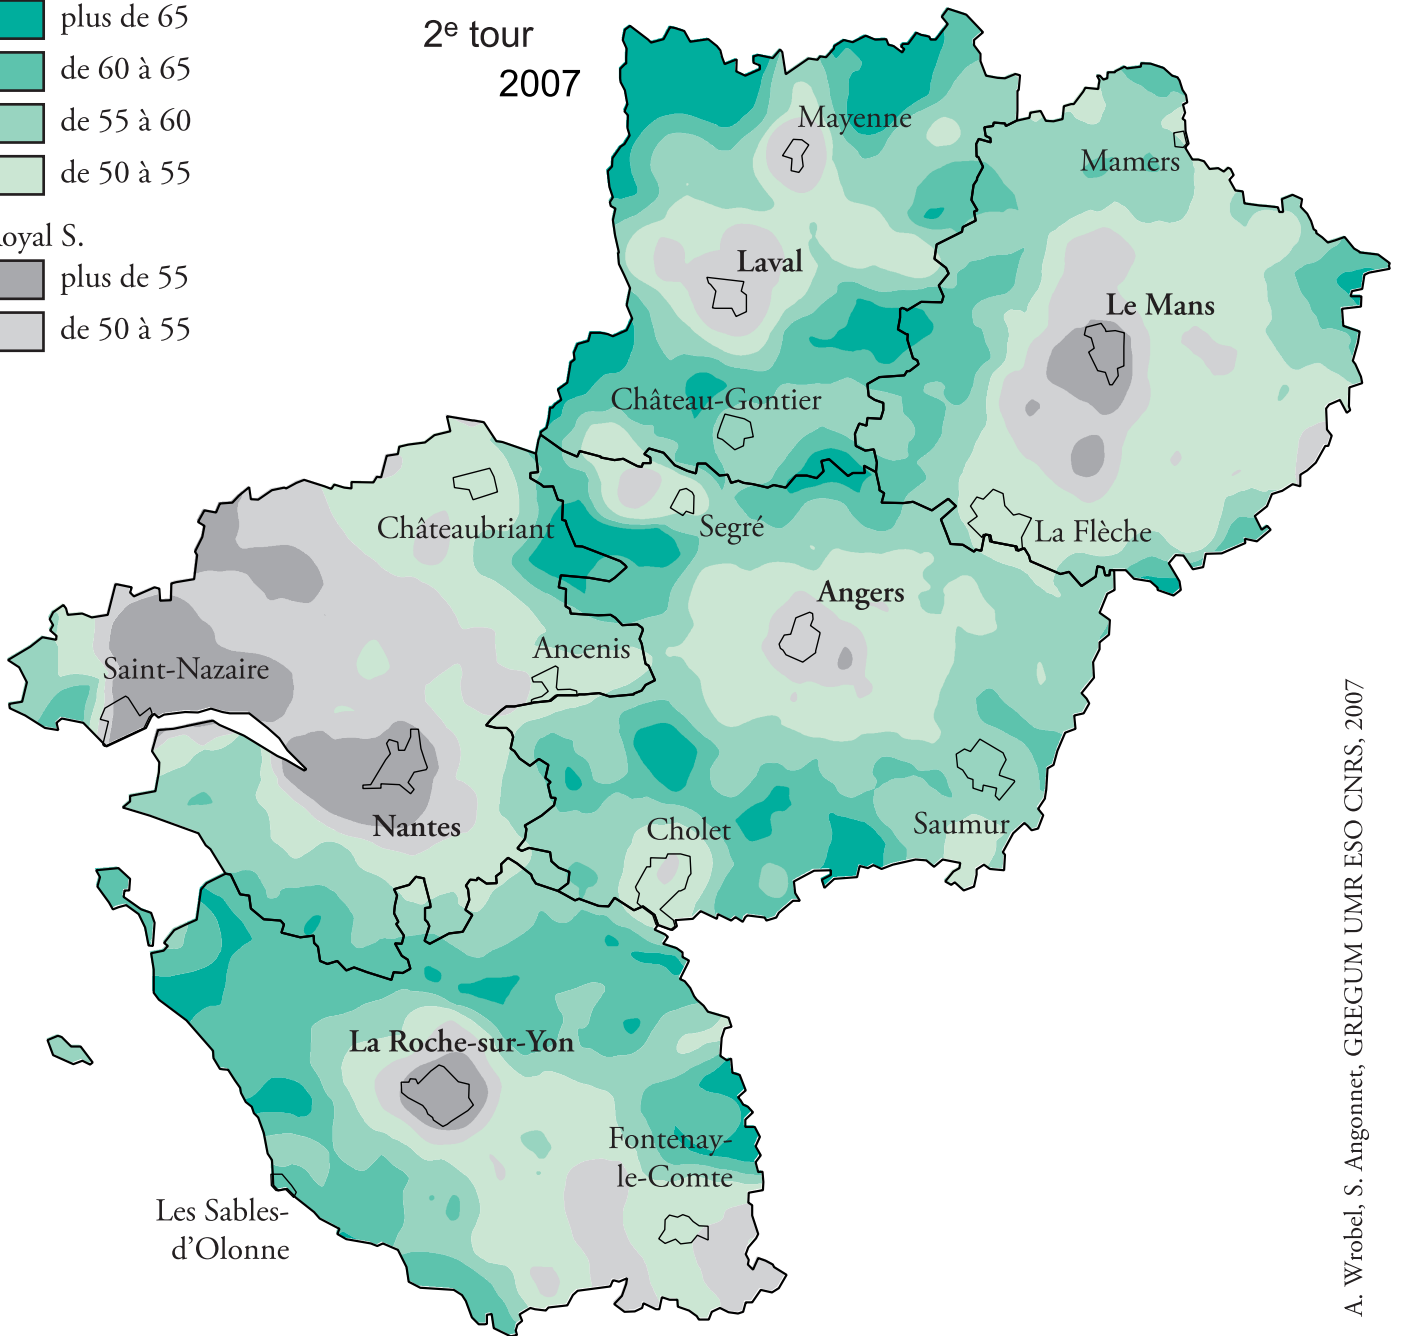 plus de 65
de 60 à 65
de 55 à 60
de 50 à 55
oyal S.
plus de 55
de 50 à 55
2e tour
2007
Mayenne
Mamers
Laval
Le Mans
Château-Gontier
Châteaubriant
Segré
La Flèche
Angers
Ancenis
Saint-Nazaire
Nantes
Cholet
Saumur
La Roche-sur-Yon
Fontenay-
le-Comte
Les Sables-
d'Olonne
A. Wrobel, S. Angonnet, GREGUM UMR ESO CNRS, 2007